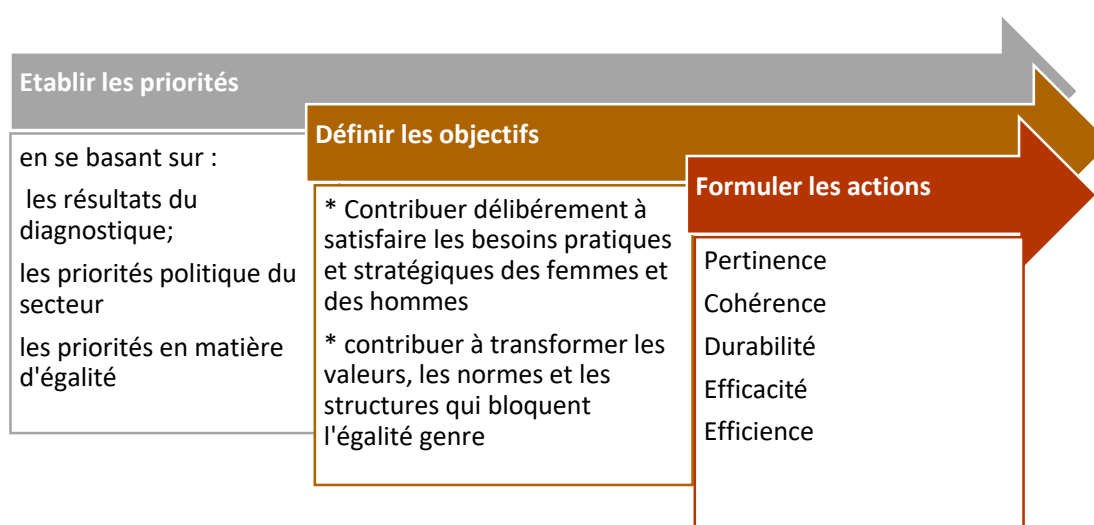 Etablir les priorités
en se basant sur :
les résultats du
diagnostique;
les priorités politique du
secteur
les priorités en matière
d'égalité
Définir les objectifs
* Contribuer délibérement à
satisfaire les besoins pratiques
et stratégiques des femmes et
des hommes
* contribuer à transformer les
valeurs, les normes et les
structures qui bloquent
l'égalité genre
Formuler les actions
Pertinence
Cohérence
Durabilité
Efficacité
Efficience